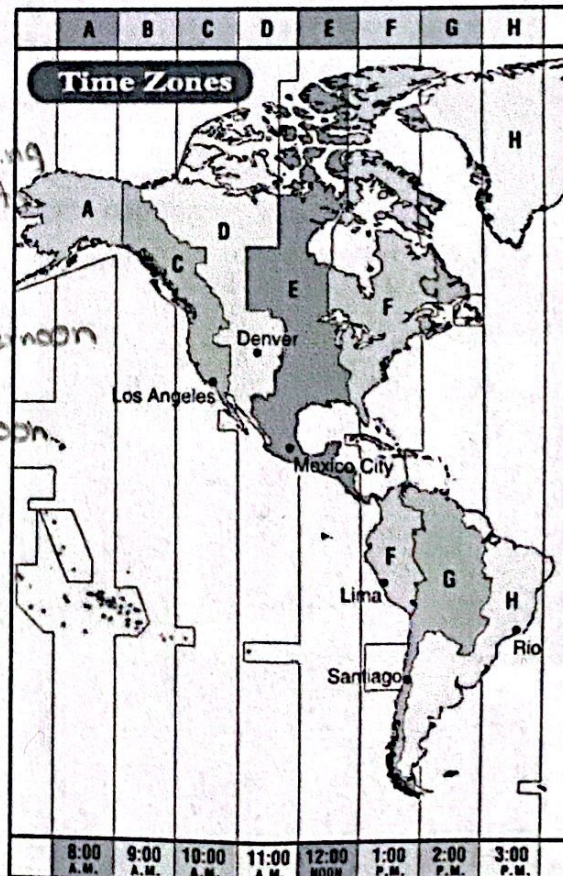 A B C D E F G H
Time Zones
H
A
D
C
E
F
Denver
Los Angeles
Mexico City
F
G
Lima
H
Rio
Santiago
8:00 9:00 10:00 11:00 12:00 1:00 2:00 3:00
A.M. A.M. A.M. A.M. NOON P.M. P.M. P.M.